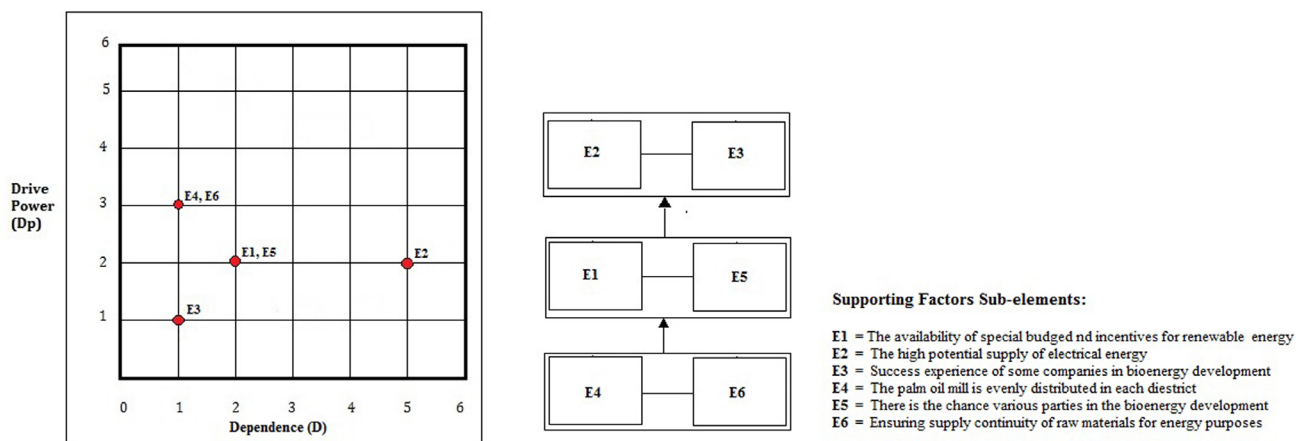 6
5
4
Drive
Power
(Dp)
3
E4, E6
2
E1, E5
E2
1
E3
0 1 2 3 4 5 6
Dependence (D)
E2 E3
E1 E5
E4 E6
Supporting Factors Sub-elements:
E1 = The availability of special budged nd incentives for renewable energy
E2 = The high potential supply of electrical energy
E3 = Success experience of some companies in bioenergy development
E4 = The palm oil mill is evenly distributed in each diestrict
E5 = There is the chance various parties in the bioenergy development
E6 = Ensuring supply continuity of raw materials for energy purposes